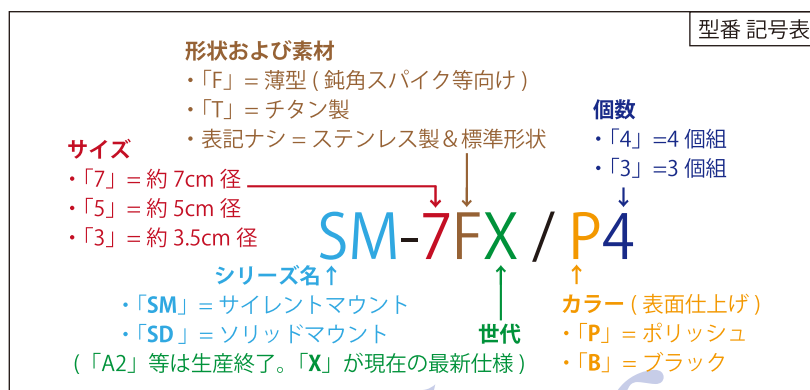 型番 記号表
形状および素材
・「F」= 薄型 ( 鈍角スパイク等向け )
・「T」= チタン製
・表記ナシ = ステンレス製＆標準形状
個数
・「4」=4 個組
・「3」=3 個組
サイズ
・「7」= 約 7cm 径
・「5」= 約 5cm 径
・「3」= 約 3.5cm 径
SM-7FX / P4
シリーズ名↑
・「SM」= サイレントマウント
・「SD 」= ソリッドマウント
世代
(「A2」等は生産終了。「X」が現在の最新仕様 )
カラー ( 表面仕上げ )
・「P」= ポリッシュ
・「B」= ブラック